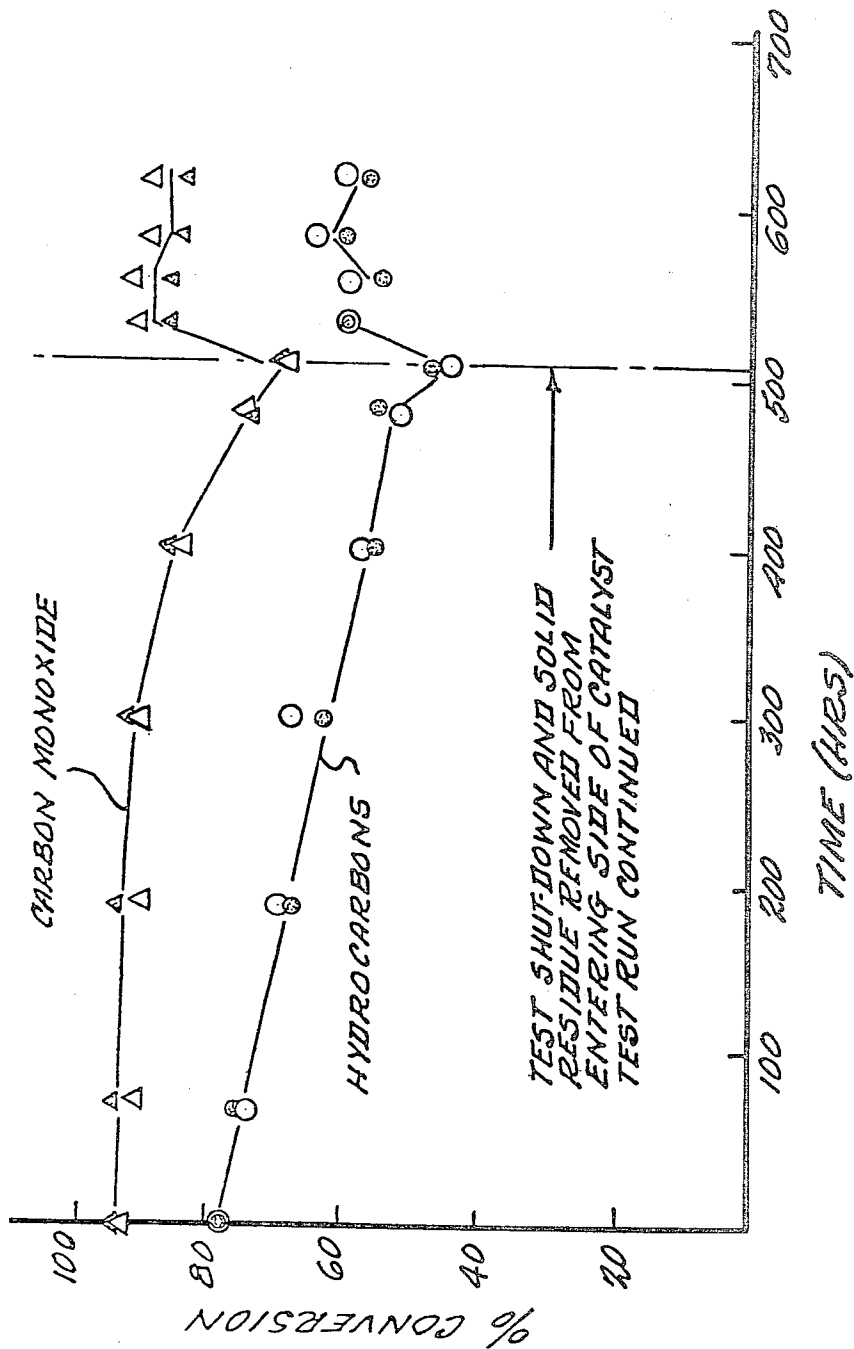 % CONVERSION
100
80
60
40
20
CARBON MONOXIDE
HYDROCARBONS
TEST SHUT-DOWN AND SOLID
RESIDUE REMOVED FROM
ENTERING SIDE OF CATALYST
TEST RUN CONTINUED
100
200
300
400
500
600
700
TIME (HRS)